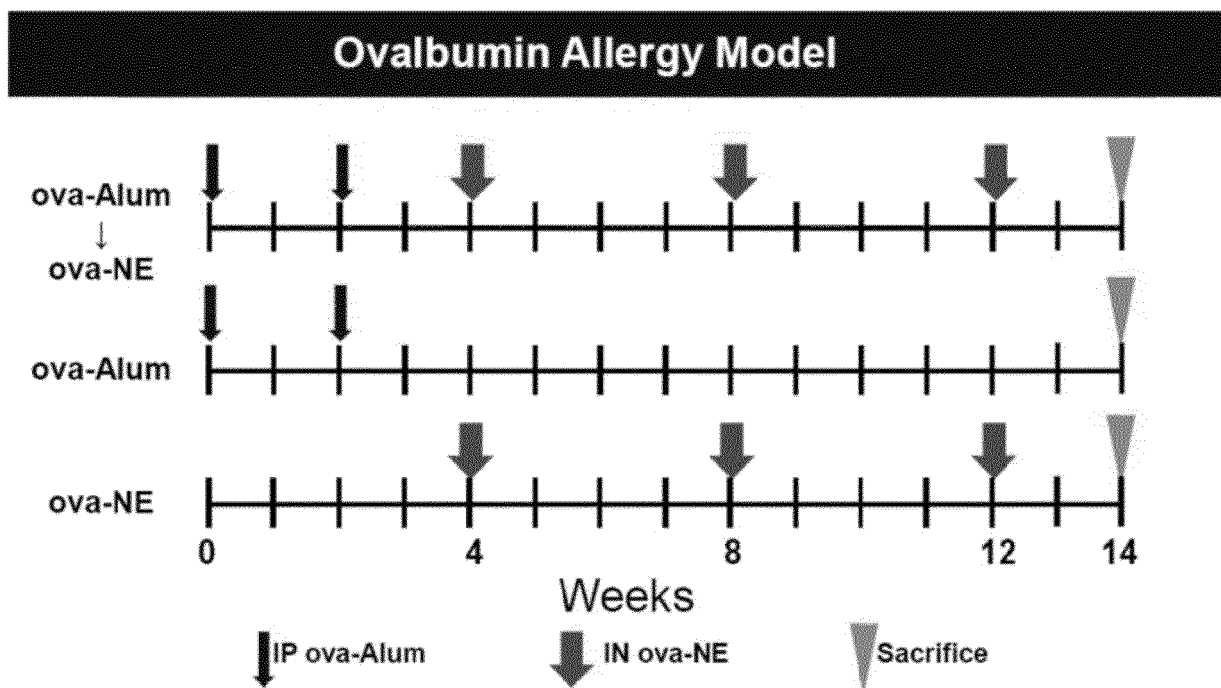 Ovalbumin Allergy Model
ova-Alum
↓
ova-NE
ova-Alum
ova-NE
0 4 8 12 14
Weeks
IP ova-Alum IN ova-NE Sacrifice